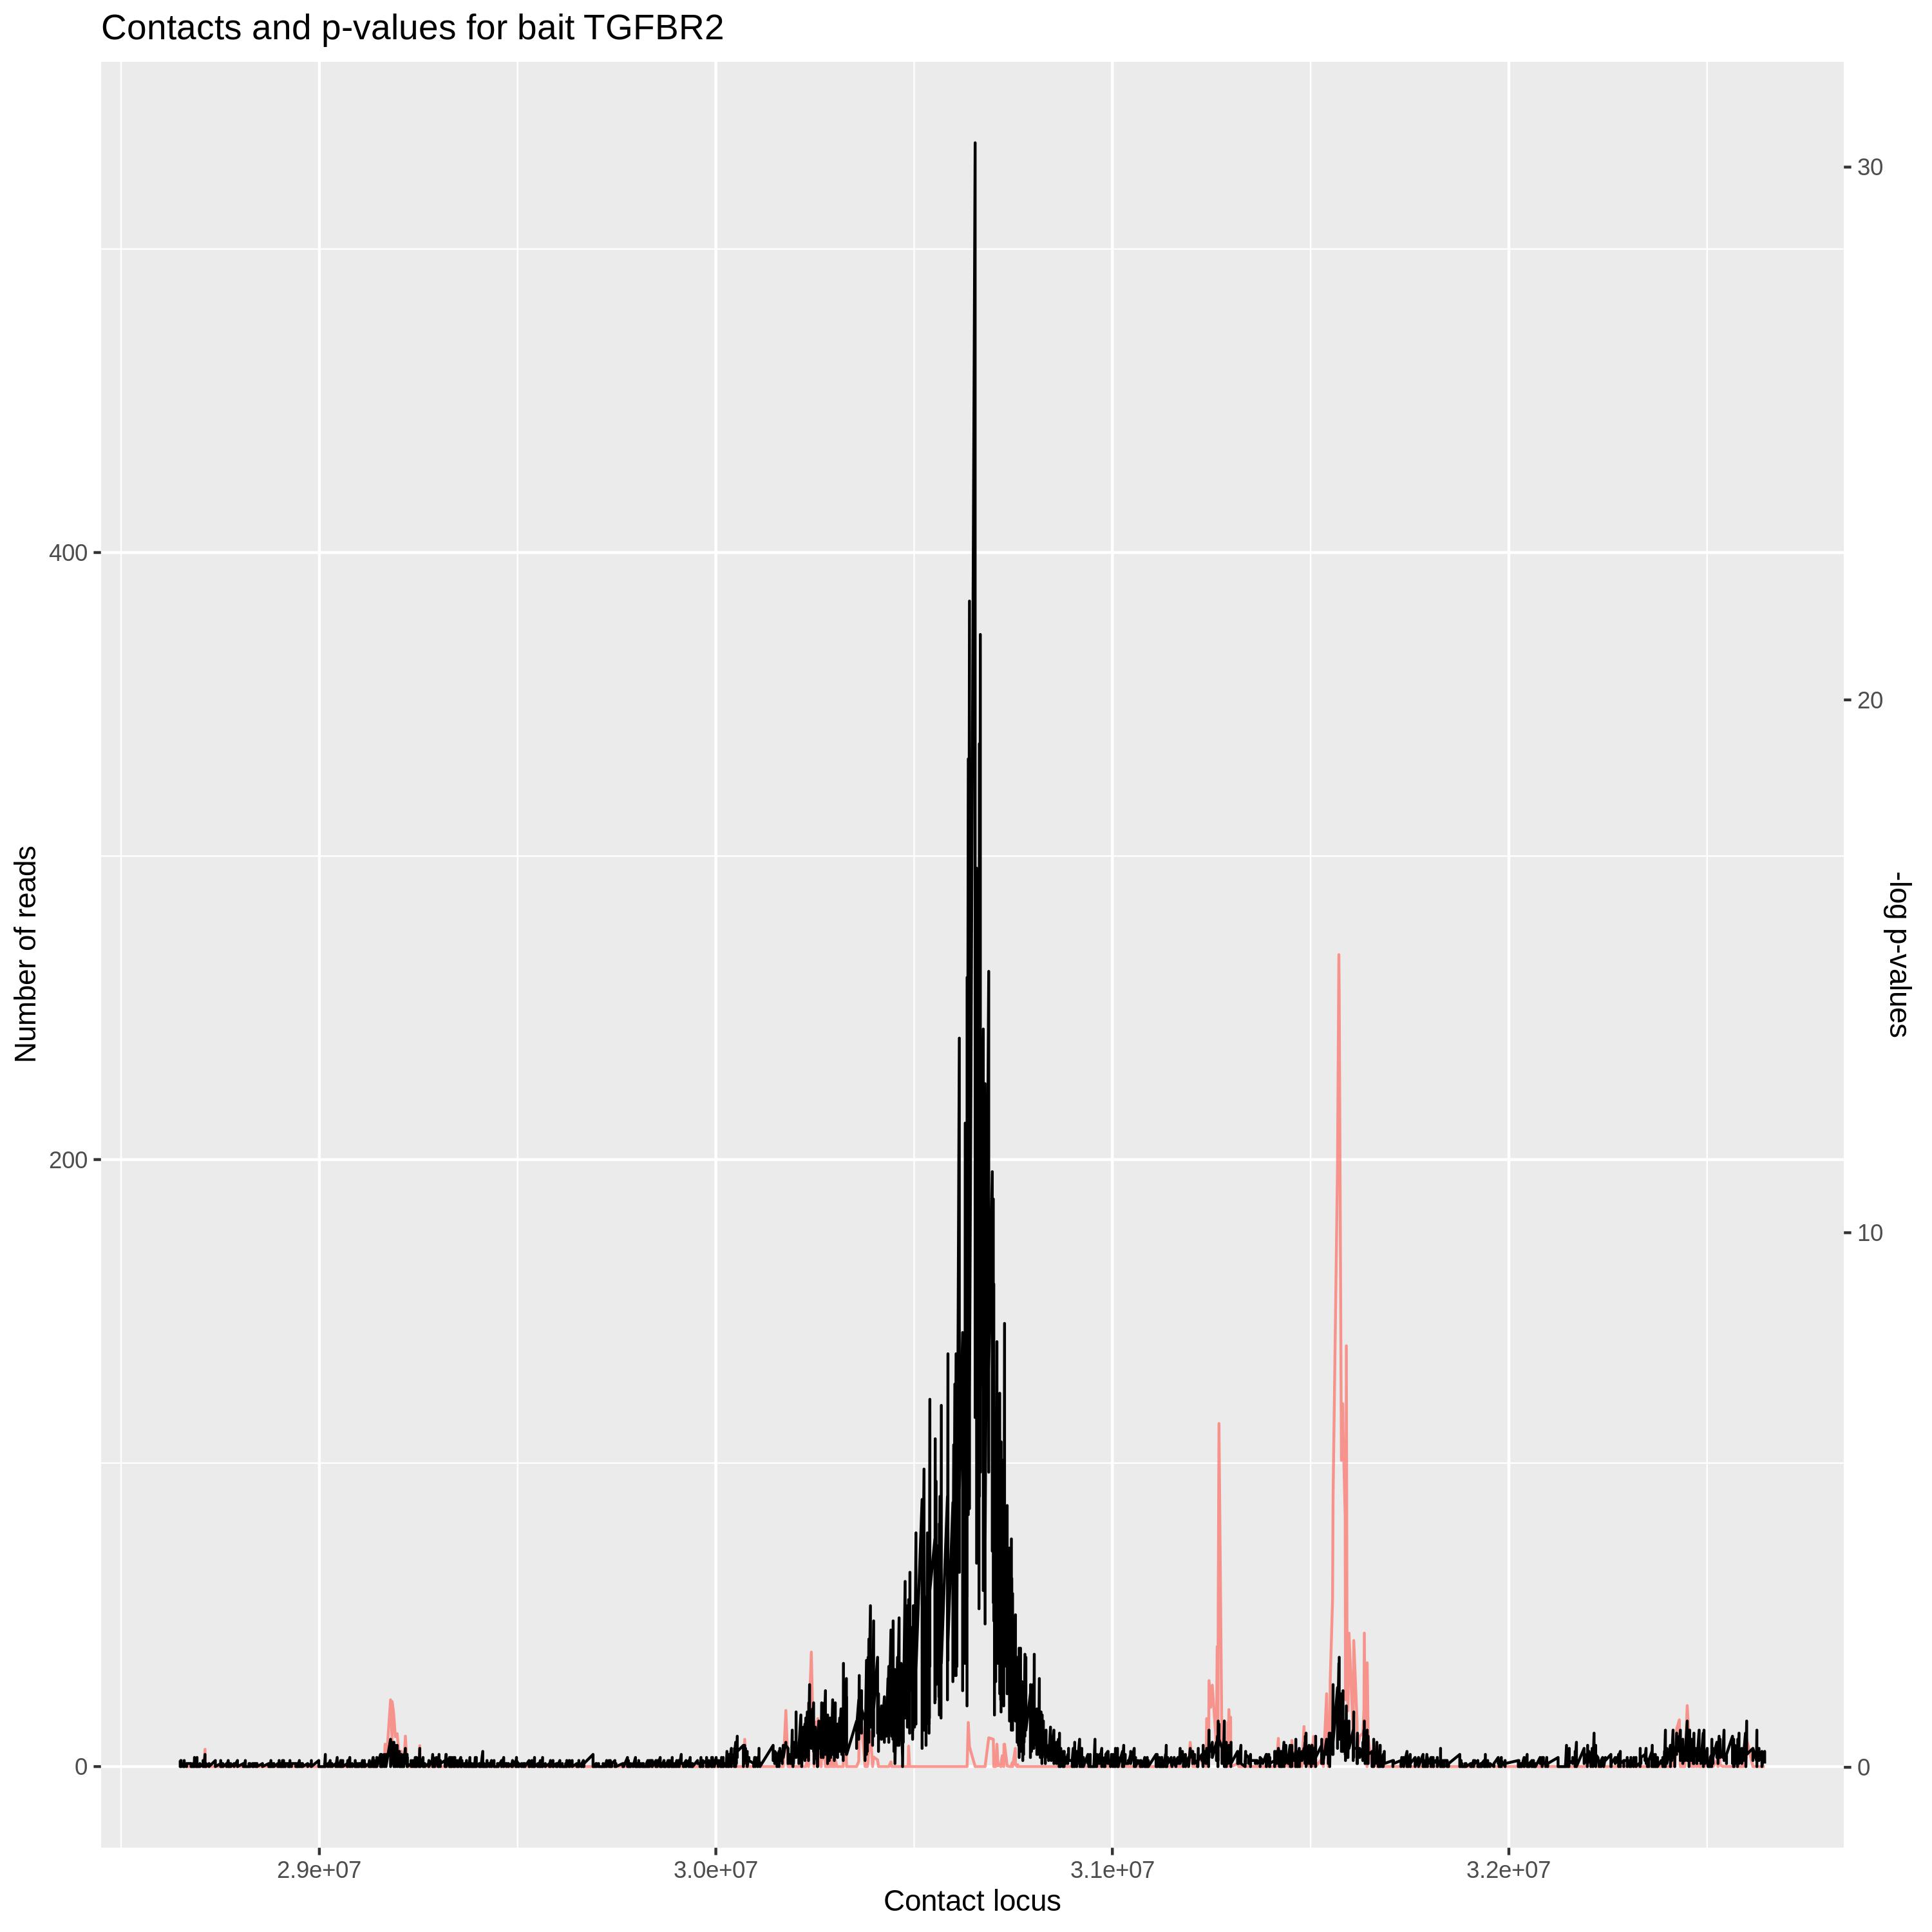 Contacts and p-values for bait TGFBR2
Number of reads
400
200
0
30
20
10
0
-log p-values
2.9e+07 3.0e+07 3.1e+07 3.2e+07
Contact locus